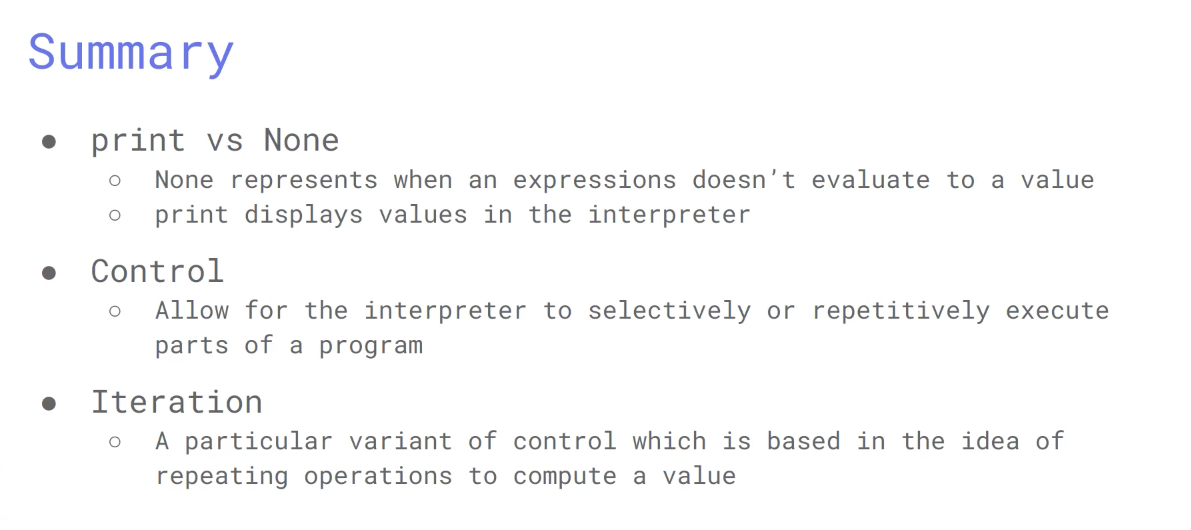 Summary
● print vs None
○ None represents when an expressions doesn’t evaluate to a value
○ print displays values in the interpreter
● Control
○ Allow for the interpreter to selectively or repetitively execute
parts of a program
● Iteration
○ A particular variant of control which is based in the idea of
repeating operations to compute a value